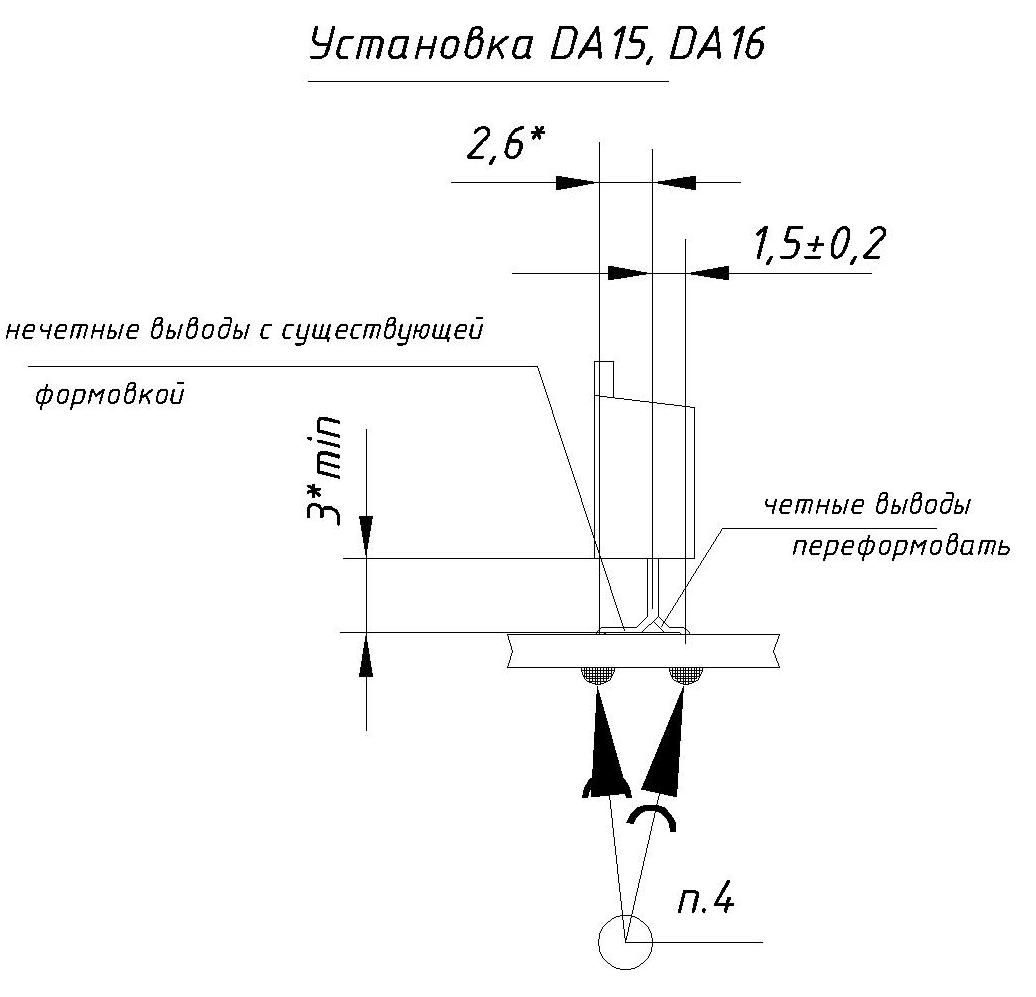 Установка DA15, DA16
2,6*
1,5±0,2
нечетные выводы с существующей
формовкой
3*min
четные выводы
переформовать
п.4